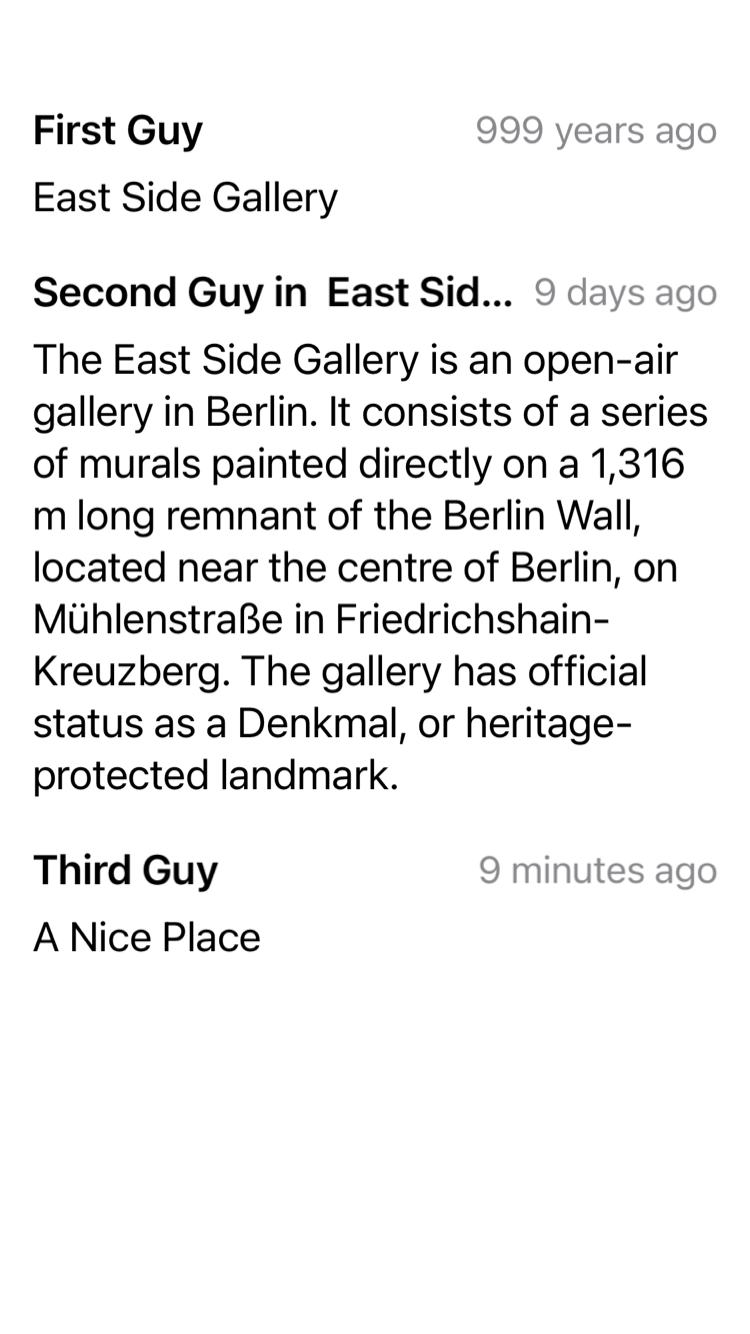 First Guy 999 years ago
East Side Gallery
Second Guy in East Sid... 9 days ago
The East Side Gallery is an open-air
gallery in Berlin. It consists of a series
of murals painted directly on a 1,316
m long remnant of the Berlin Wall,
located near the centre of Berlin, on
Mühlenstraße in Friedrichshain-
Kreuzberg. The gallery has official
status as a Denkmal, or heritage-
protected landmark.
Third Guy 9 minutes ago
A Nice Place